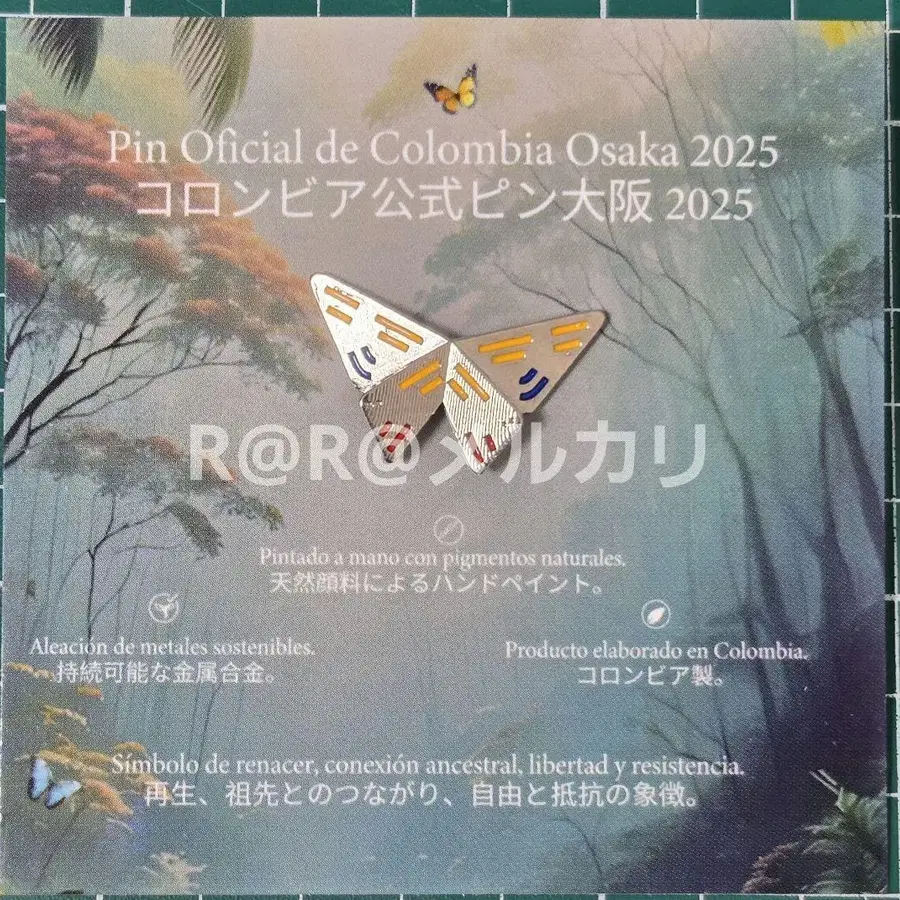 Pin Oficial de Colombia Osaka 2025
コロンビア公式ピン大阪 2025
R@R@メルカリ
Pintado a mano con pigmentos naturales.
天然顔料によるハンドペイント。
Aleación de metales sostenibles.
持続可能な金属合金。
Producto elaborado en Colombia.
コロンビア製。
Símbolo de renacer, conexión ancestral, libertad y resistencia.
再生、祖先とのつながり、自由と抵抗の象徴。